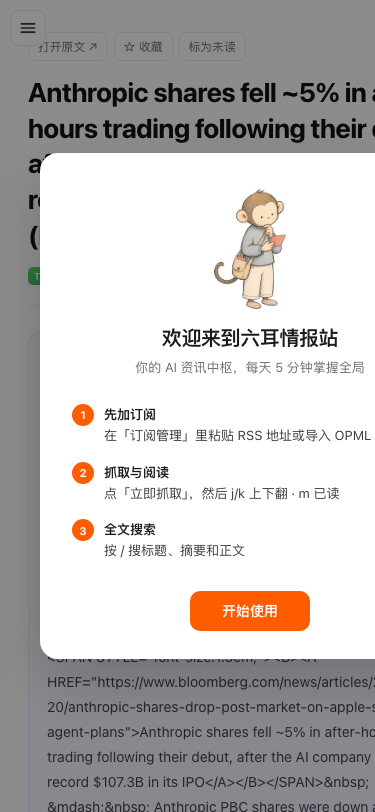 打开原文 ↗ ☆ 收藏 标为未读
Anthropic shares fell ~5% in a
hours trading following their
a
r
(
T
欢迎来到六耳情报站
你的 AI 资讯中枢，每天 5 分钟掌握全局
1 先加订阅
在「订阅管理」里粘贴 RSS 地址或导入 OPML
2 抓取与阅读
点「立即抓取」，然后 j/k 上下翻 · m 已读
3 全文搜索
按 / 搜标题、摘要和正文
开始使用
HREF="https://www.bloomberg.com/news/articles/2
20/anthropic-shares-drop-post-market-on-apple-s
agent-plans">Anthropic shares fell ~5% in after-ho
trading following their debut, after the AI company
record $107.3B in its IPO</A></B></SPAN>&nbsp;
&mdash;&nbsp; Anthropic PBC shares were down a